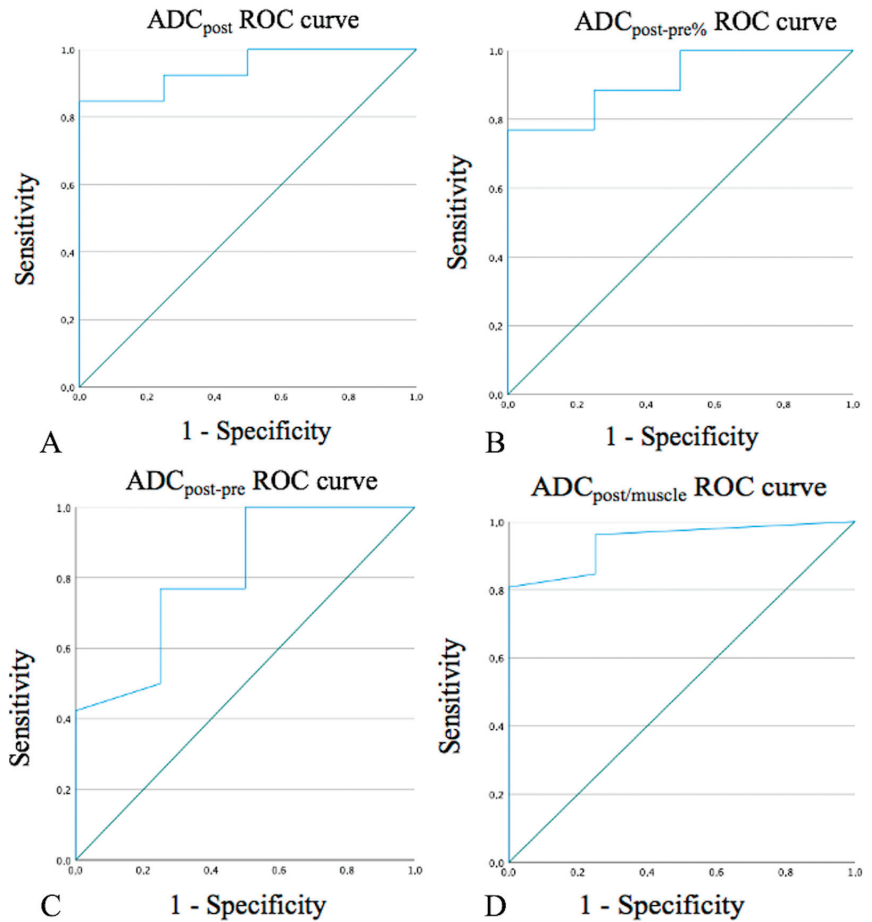 ADCpost ROC curve
1.0
0.8
0.6
0.4
0.2
0.0
Sensitivity
0.0 0.2 0.4 0.6 0.8 1.0
1 - Specificity
A
ADCpost-pre% ROC curve
1.0
0.8
0.6
0.4
0.2
0.0
Sensitivity
0.0 0.2 0.4 0.6 0.8 1.0
1 - Specificity
B
ADCpost-pre ROC curve
1.0
0.8
0.6
0.4
0.2
0.0
Sensitivity
0.0 0.2 0.4 0.6 0.8 1.0
1 - Specificity
C
ADCpost/muscle ROC curve
1.0
0.8
0.6
0.4
0.2
0.0
Sensitivity
0.0 0.2 0.4 0.6 0.8 1.0
1 - Specificity
D